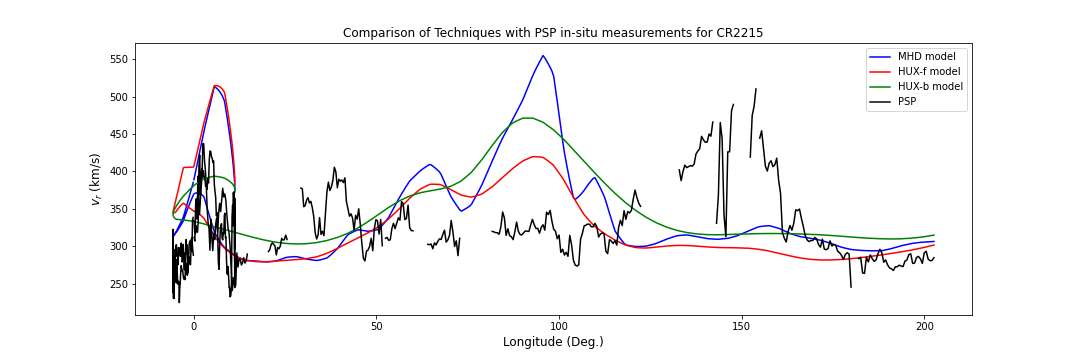 Comparison of Techniques with PSP in-situ measurements for CR2215
MHD model
HUX-f model
HUX-b model
PSP
550
500
450
400
350
300
250
v_r (km/s)
0
50
100
150
200
Longitude (Deg.)